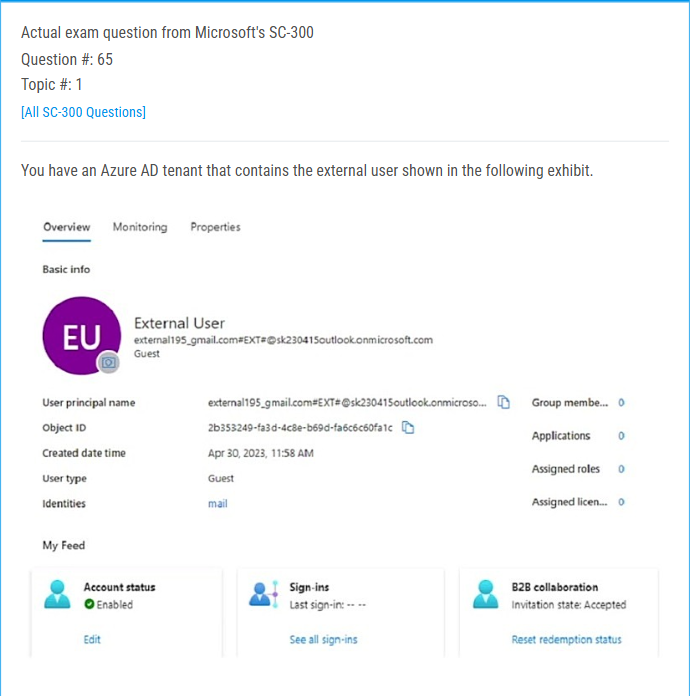 Actual exam question from Microsoft's SC-300
Question #: 65
Topic #: 1
[All SC-300 Questions]
You have an Azure AD tenant that contains the external user shown in the following exhibit.
Overview Monitoring Properties
Basic info
EU
External User
external195_gmail.com#EXT#@sk230415outlook.onmicrosoft.com
Guest
User principal name external195_gmail.com#EXT#@sk230415outlook.onmicroso... Group membe... 0
Object ID 2b353249-fa3d-4c8e-b69d-fa6c6c60fa1c Applications 0
Created date time Apr 30, 2023, 11:58 AM Assigned roles 0
User type Guest Assigned licen... 0
Identities mail
My Feed
Account status Sign-ins B2B collaboration
Enabled Last sign-in: -- -- Invitation state: Accepted
Edit See all sign-ins Reset redemption status